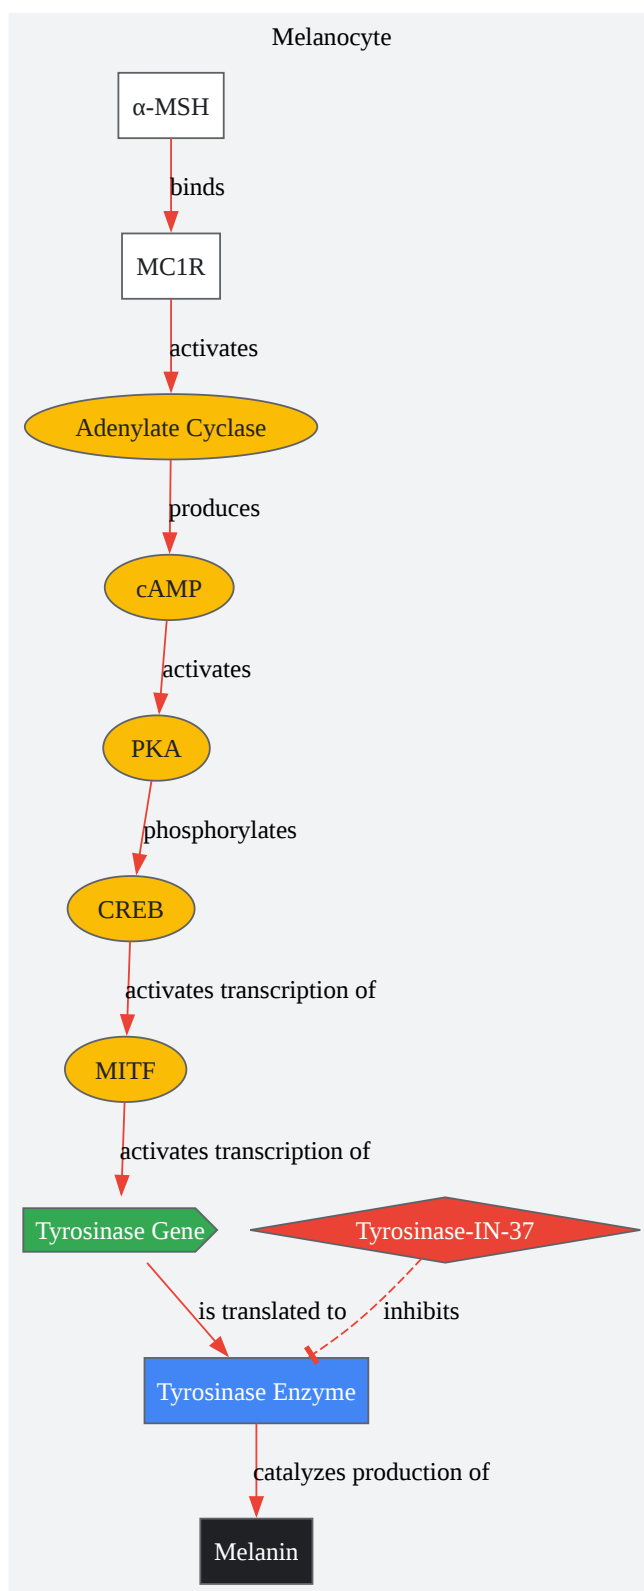 Melanocyte
α-MSH
binds
MC1R
activates
Adenylate Cyclase
produces
cAMP
activates
PKA
phosphorylates
CREB
activates transcription of
MITF
activates transcription of
Tyrosinase Gene
Tyrosinase-IN-37
is translated to
inhibits
Tyrosinase Enzyme
catalyzes production of
Melanin